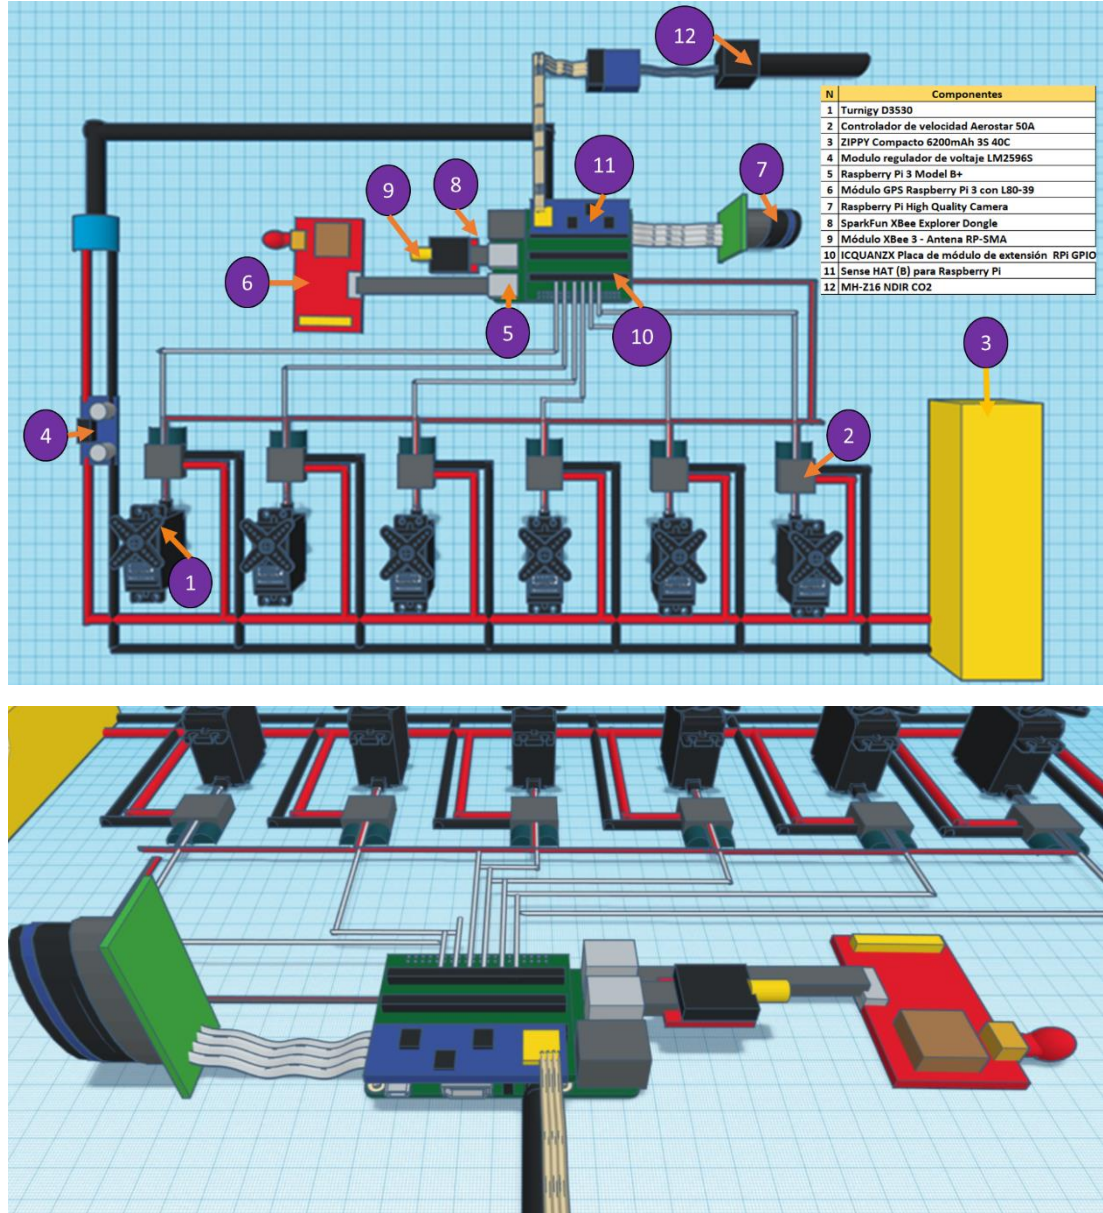 12
11
7
8
9
6
5
10
3
4
2
1
N Componentes
1 Turnigy D3530
2 Controlador de velocidad Aerostar 50A
3 ZIPPY Compacto 6200mAh 3S 40C
4 Modulo regulador de voltaje LM2596S
5 Raspberry Pi 3 Model B+
6 Módulo GPS Raspberry Pi 3 con L80-39
7 Raspberry Pi High Quality Camera
8 SparkFun XBee Explorer Dongle
9 Módulo XBee 3 - Antena RP-SMA
10 ICQUANZX Placa de módulo de extensión RPi GPIO
11 Sense HAT (B) para Raspberry Pi
12 MH-Z16 NDIR CO2